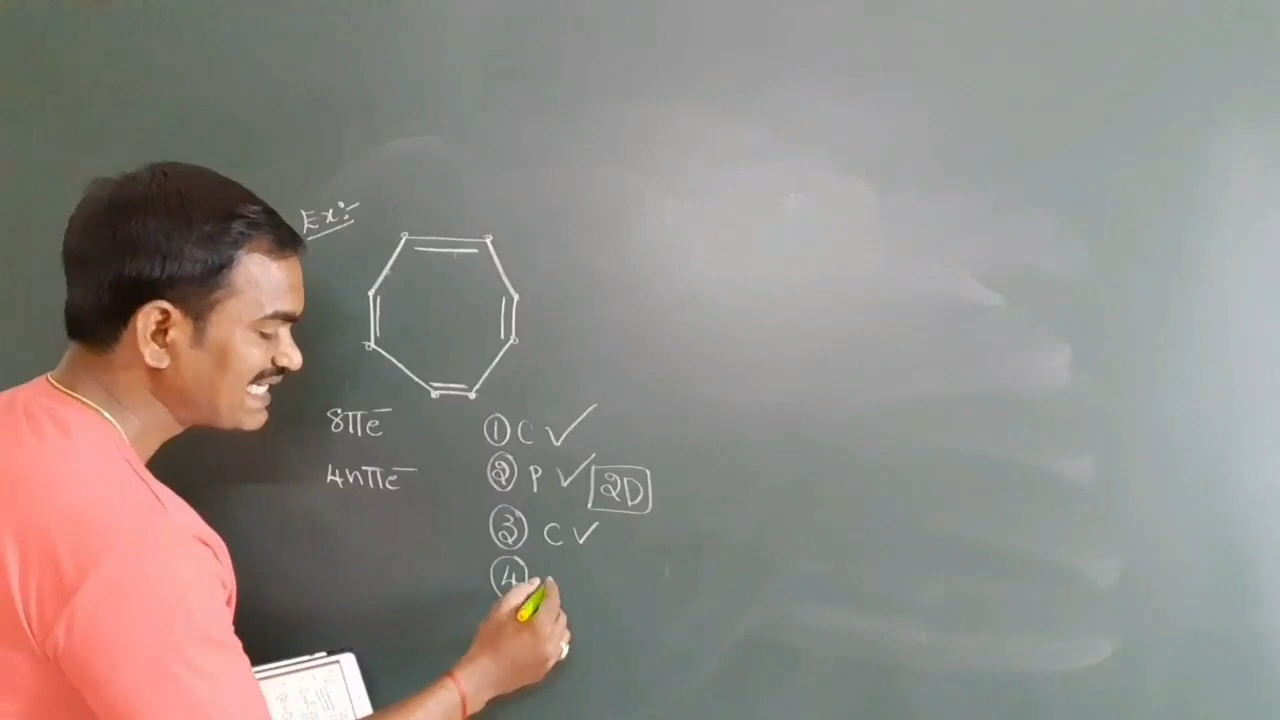 Ex:-
8πe⁻
4nπe⁻
① C ✓
② P ✓ 2D
③ C ✓
④